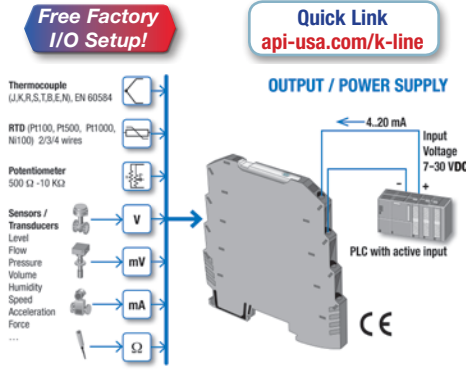 Free Factory
I/O Setup!
Quick Link
api-usa.com/k-line
OUTPUT / POWER SUPPLY
Thermocouple
(J,K,R,S,T,B,E,N), EN 60584
RTD (Pt100, Pt500, Pt1000,
Ni100) 2/3/4 wires
Potentiometer
500 Ω -10 KΩ
Sensors /
Transducers
Level
Flow
Pressure
Volume
Humidity
Speed
Acceleration
Force
...
V
mV
mA
Ω
4..20 mA
Input
Voltage
7–30 VDC
- +
PLC with active input
CE